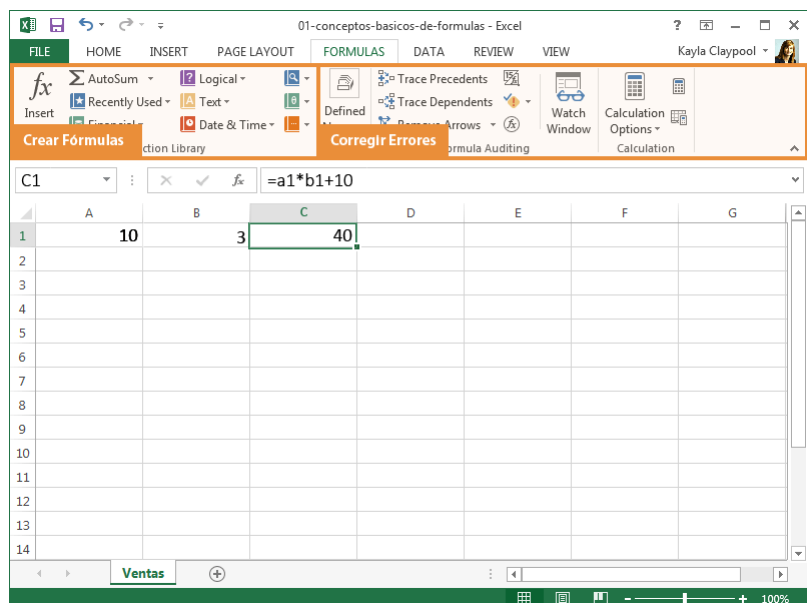 01-conceptos-basicos-de-formulas - Excel
?
FILE HOME INSERT PAGE LAYOUT FORMULAS DATA REVIEW VIEW Kayla Claypool
fx Insert
AutoSum
Recently Used
Logical
Text
Date & Time
ction Library
Crear Fórmulas
Defined
Trace Precedents
Trace Dependents
Arrows
Corregir Errores
rmula Auditing
Watch Window
Calculation Options
Calculation
C1 fx =a1*b1+10
A B C D E F G
1 10 3 40
2
3
4
5
6
7
8
9
10
11
12
13
14
Ventas
100%